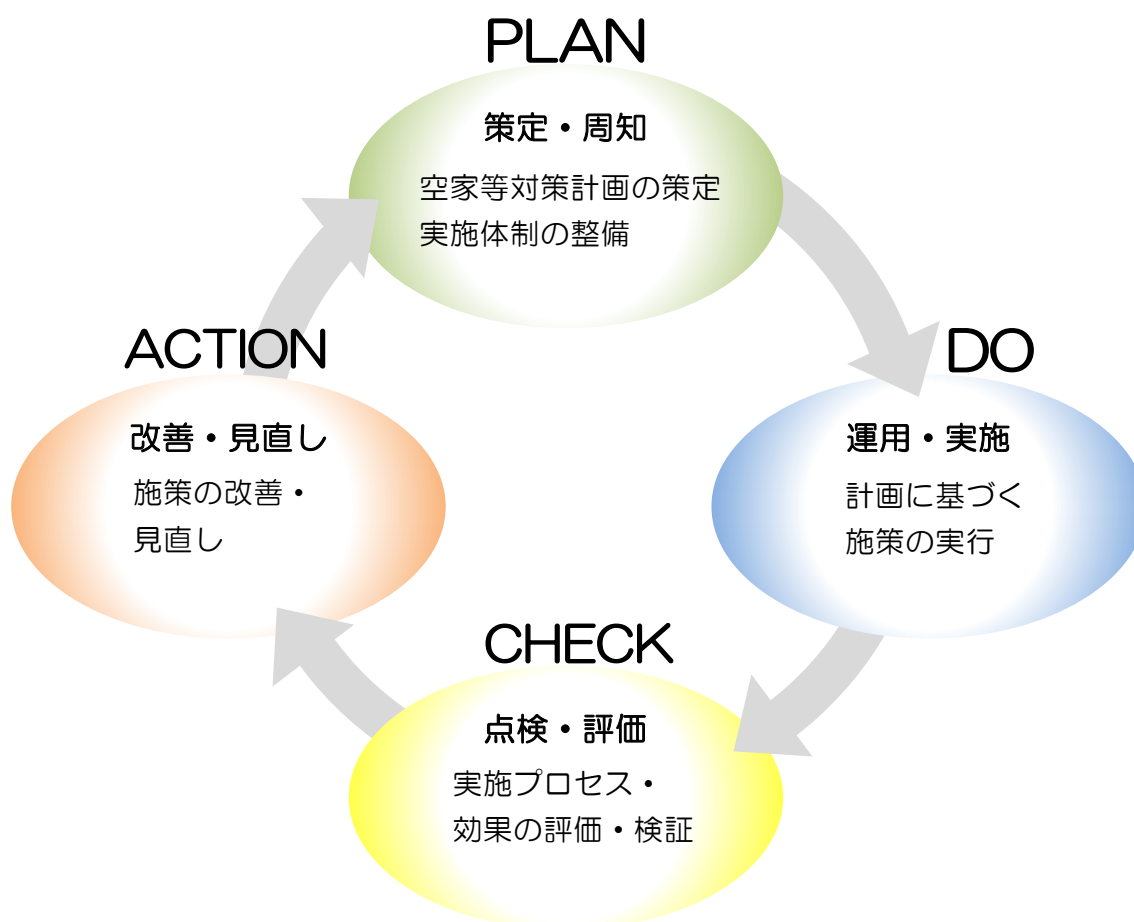 PLAN
策定・周知
空家等対策計画の策定
実施体制の整備
DO
運用・実施
計画に基づく
施策の実行
CHECK
点検・評価
実施プロセス・
効果の評価・検証
ACTION
改善・見直し
施策の改善・
見直し